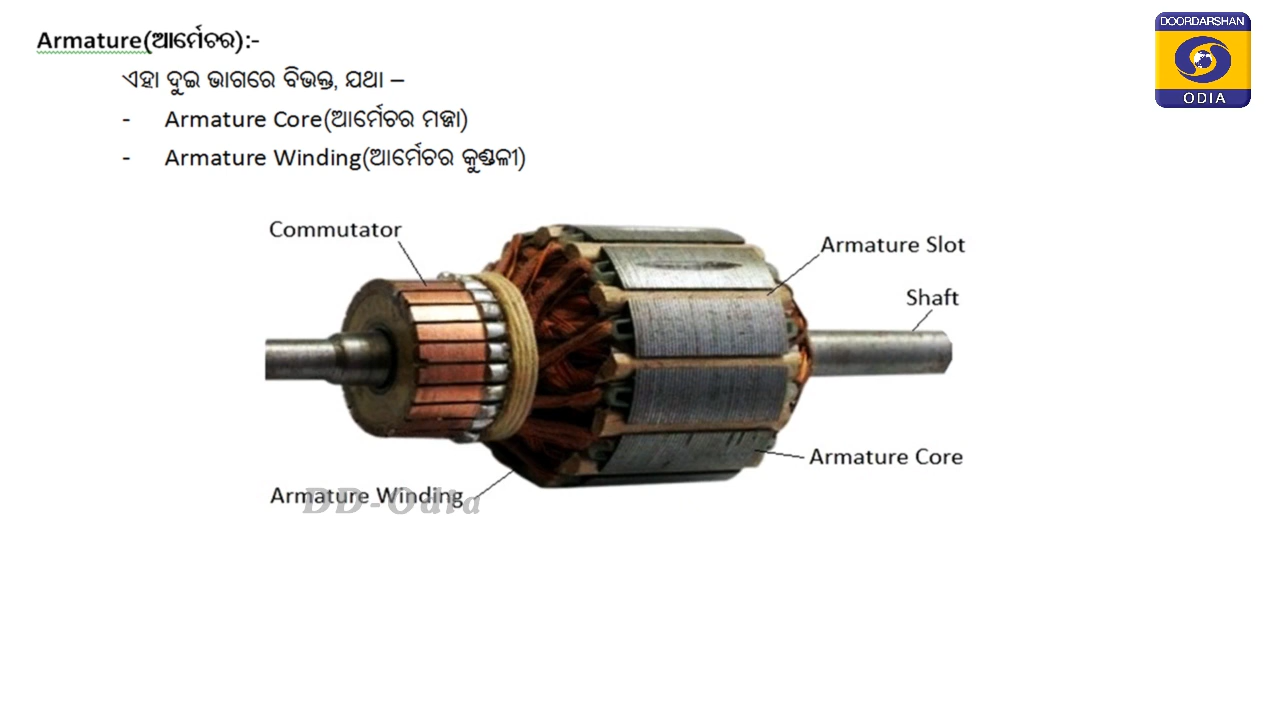 Armature(ଆର୍ମେଚର):-
ଏହା ଦୁଇ ଭାଗରେ ବିଭକ୍ତ, ଯଥା –
- Armature Core(ଆର୍ମେଚର ମଜ୍ଜା)
- Armature Winding(ଆର୍ମେଚର କୁଣ୍ଡଳୀ)
DOORDARSHAN
ODIA
Commutator
Armature Slot
Shaft
Armature Core
Armature Winding
DD-Odia